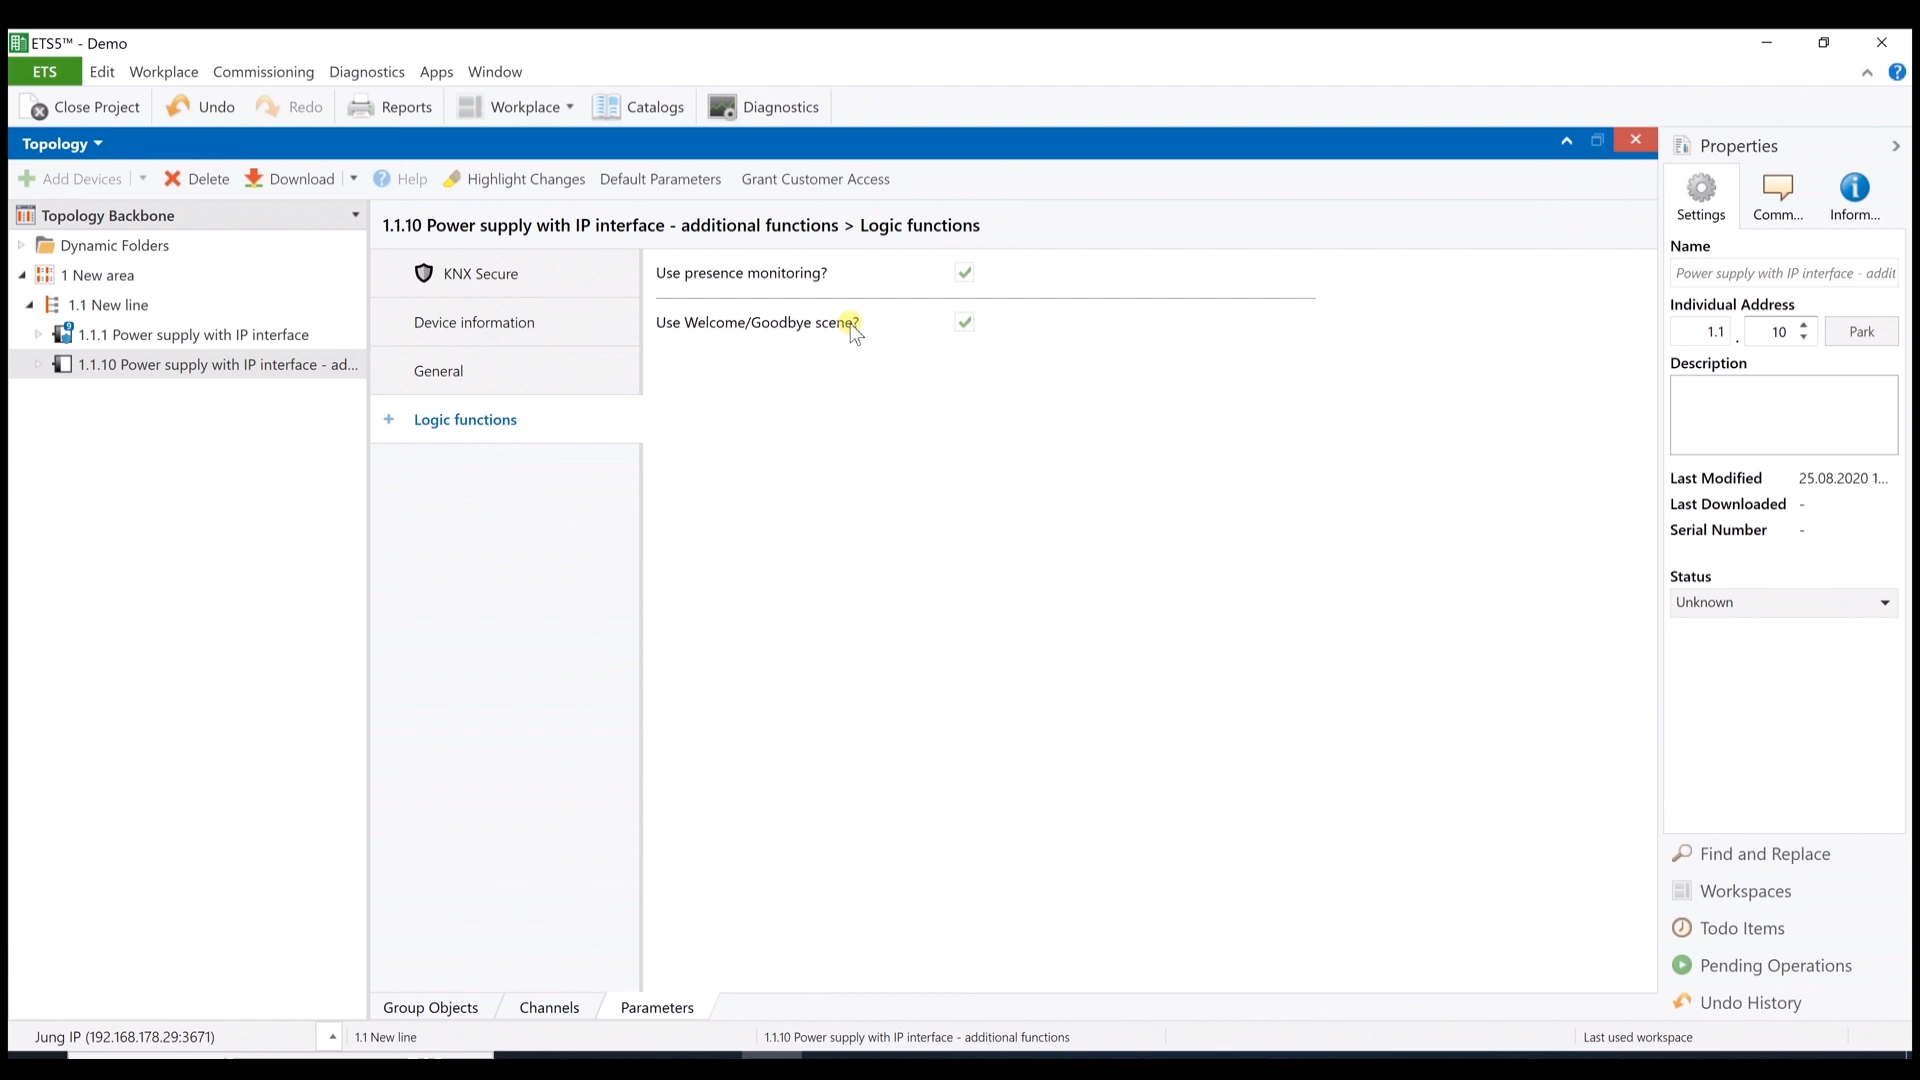 ETS5™ - Demo
ETS Edit Workplace Commissioning Diagnostics Apps Window
Close Project Undo Redo Reports Workplace Catalogs Diagnostics
Topology
Add Devices Delete Download Help Highlight Changes Default Parameters Grant Customer Access
Topology Backbone
Dynamic Folders
1 New area
1.1 New line
1.1.1 Power supply with IP interface
1.1.10 Power supply with IP interface - ad...
1.1.10 Power supply with IP interface - additional functions > Logic functions
KNX Secure
Device information
General
+ Logic functions
Use presence monitoring?
Use Welcome/Goodbye scene?
Group Objects Channels Parameters
Properties
Settings Comm... Inform...
Name
Power supply with IP interface - addit
Individual Address
1.1 . 10 Park
Description
Last Modified 25.08.2020 1...
Last Downloaded -
Serial Number -
Status
Unknown
Find and Replace
Workspaces
Todo Items
Pending Operations
Undo History
Jung IP (192.168.178.29:3671) 1.1 New line 1.1.10 Power supply with IP interface - additional functions Last used workspace